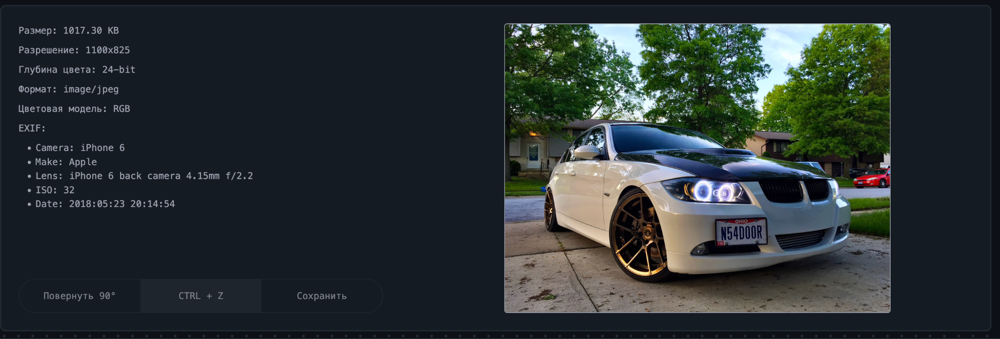 Размер: 1017.30 KB
Разрешение: 1100x825
Глубина цвета: 24-bit
Формат: image/jpeg
Цветовая модель: RGB
EXIF:
• Camera: iPhone 6
• Make: Apple
• Lens: iPhone 6 back camera 4.15mm f/2.2
• ISO: 32
• Date: 2018:05:23 20:14:54
Повернуть 90°
CTRL + Z
Сохранить
OHIO
N54DOOR
76